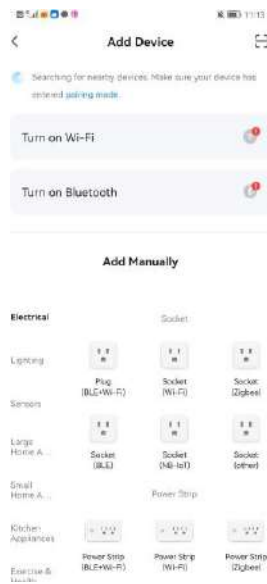 11:13
Add Device
Searching for nearby devices. Make sure your device has
entered pairing mode.
Turn on Wi-Fi
Turn on Bluetooth
Add Manually
Electrical
Socket
Lighting
Plug
(BLE+Wi-Fi)
Socket
(Wi-Fi)
Socket
(Zigbee)
Sensors
Large
Home A...
Socket
(BLE)
Socket
(NB-IoT)
Socket
(other)
Small
Home A...
Power Strip
Kitchen
Appliances
Power Strip
(BLE+Wi-Fi)
Power Strip
(Wi-Fi)
Power Strip
(Zigbee)
Exercise &
Health